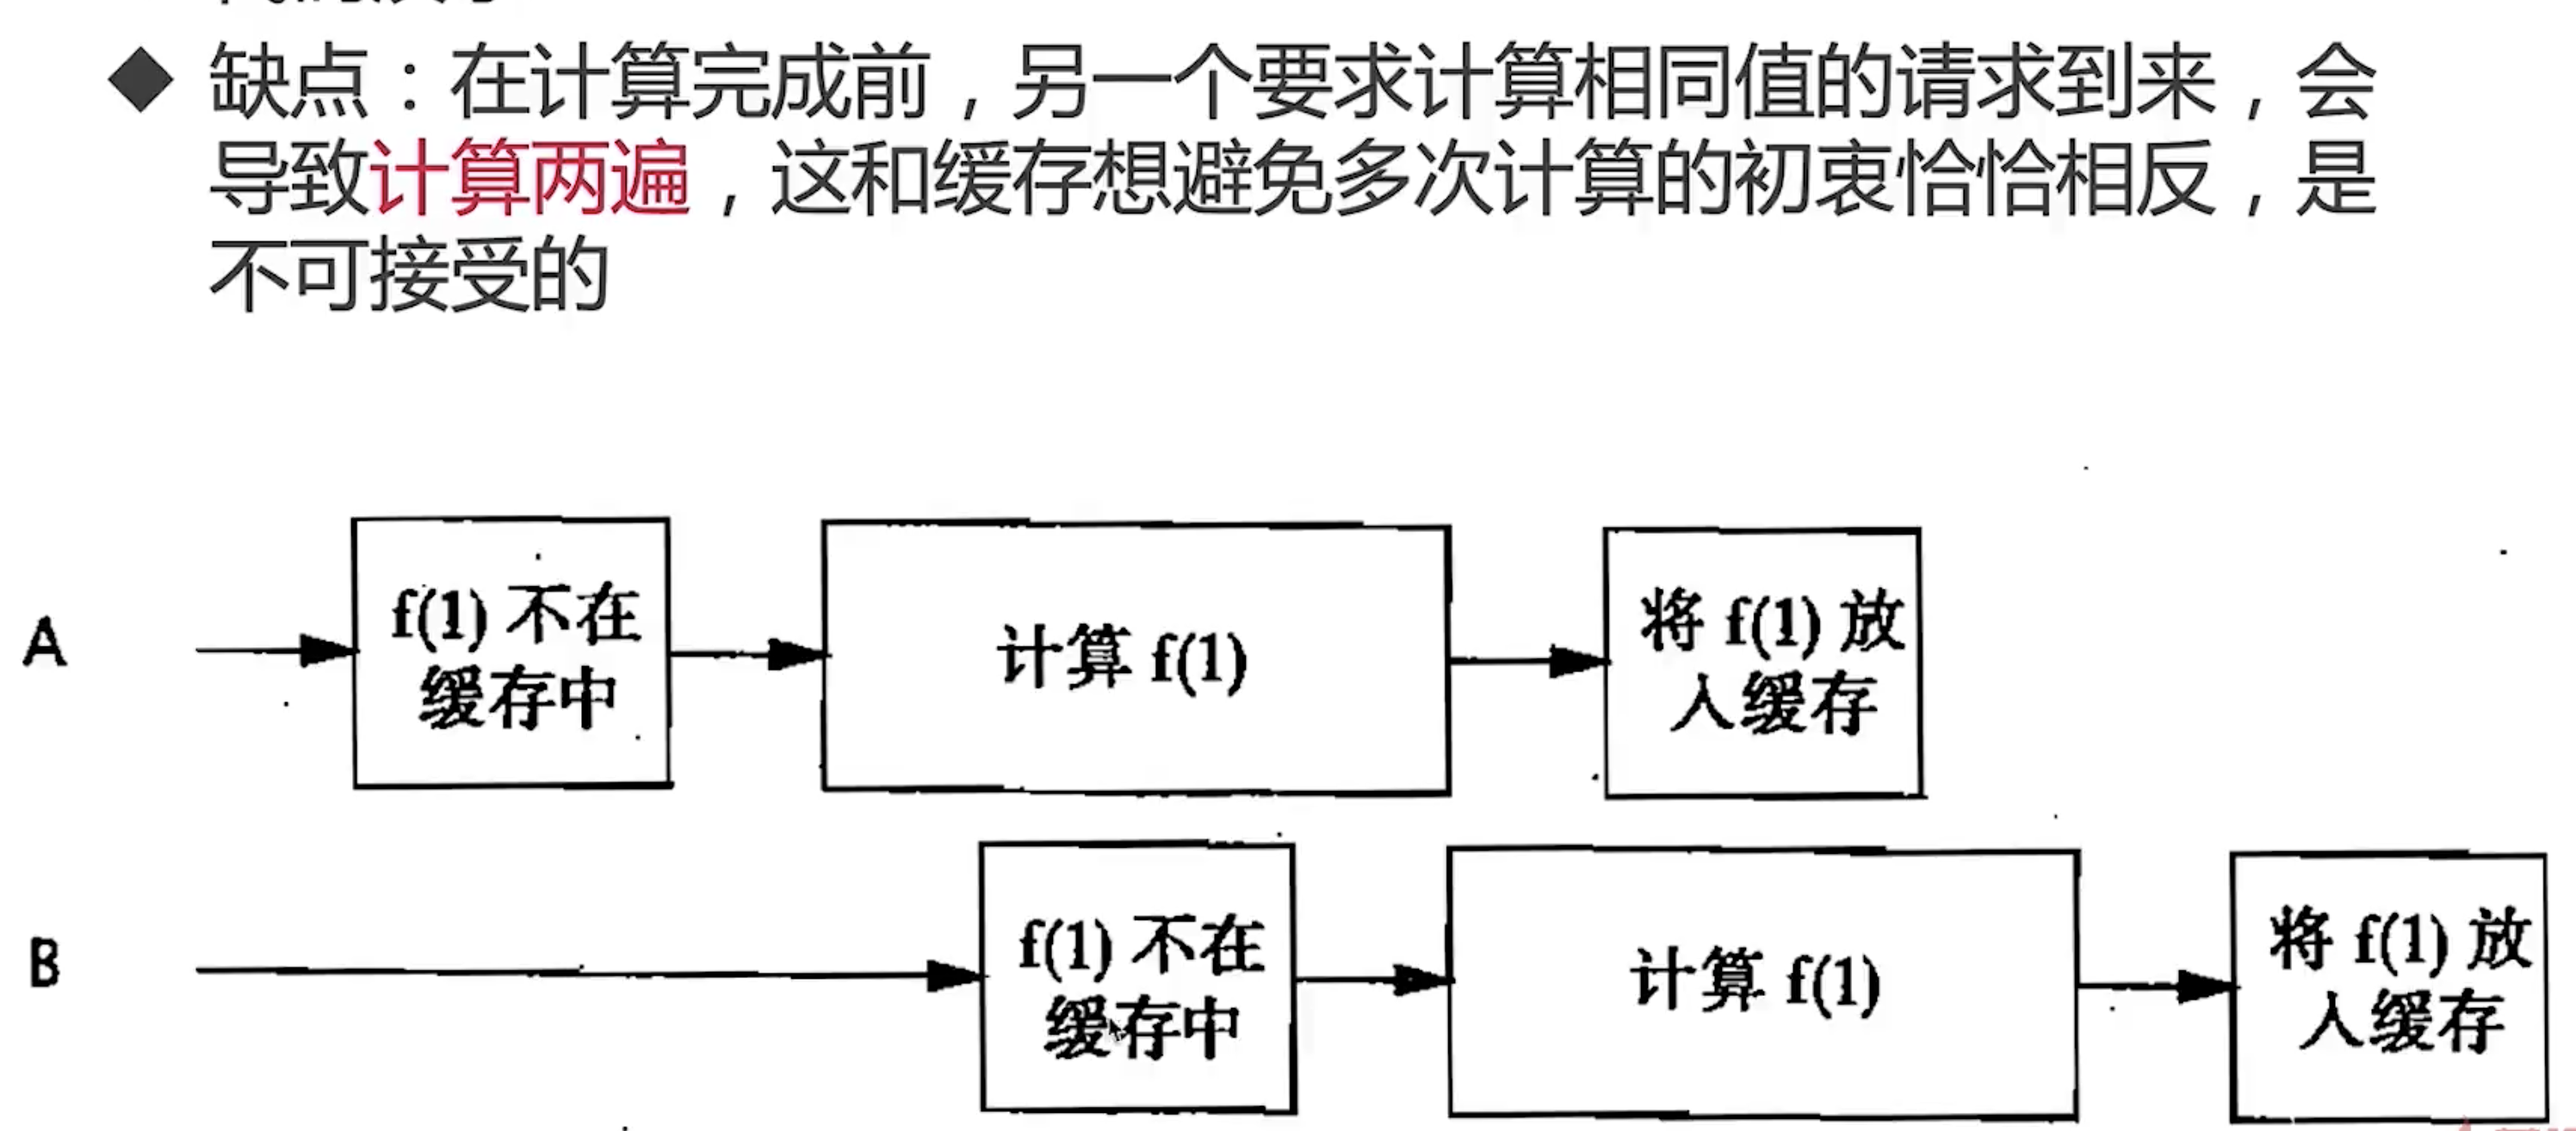 缺点：在计算完成前，另一个要求计算相同值的请求到来，会
导致计算两遍，这和缓存想避免多次计算的初衷恰恰相反，是
不可接受的
A
f(1) 不在
缓存中
计算 f(1)
将 f(1) 放
入缓存
B
f(1) 不在
缓存中
计算 f(1)
将 f(1) 放
入缓存